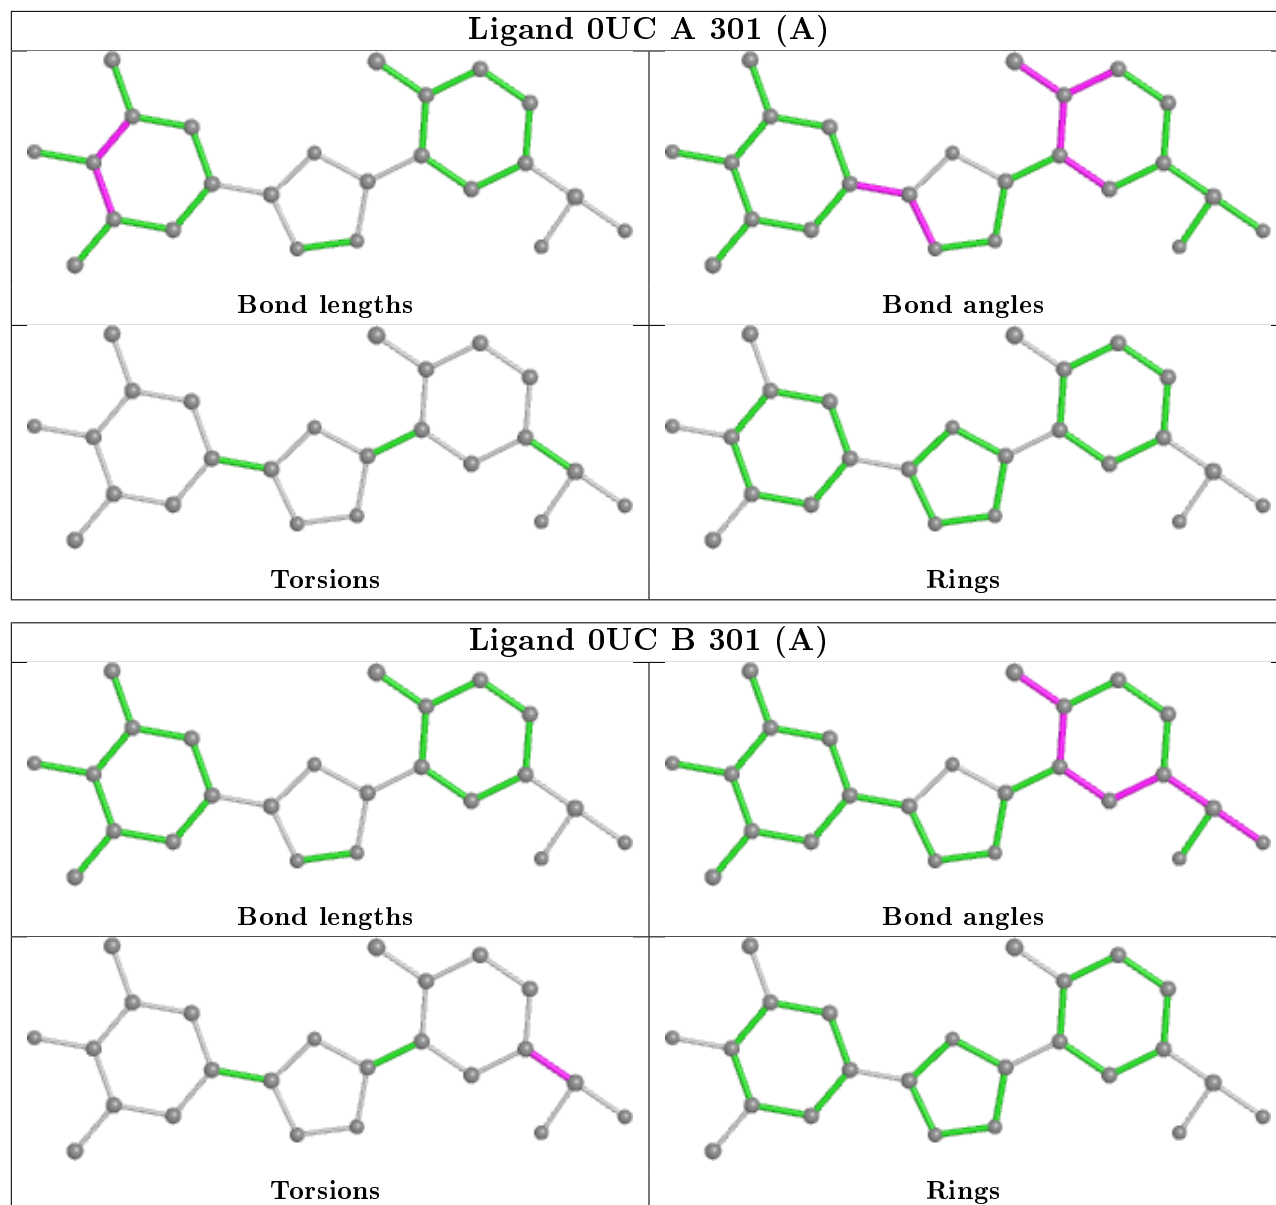 Ligand 0UC A 301 (A)
Bond lengths
Bond angles
Torsions
Rings
Ligand 0UC B 301 (A)
Bond lengths
Bond angles
Torsions
Rings